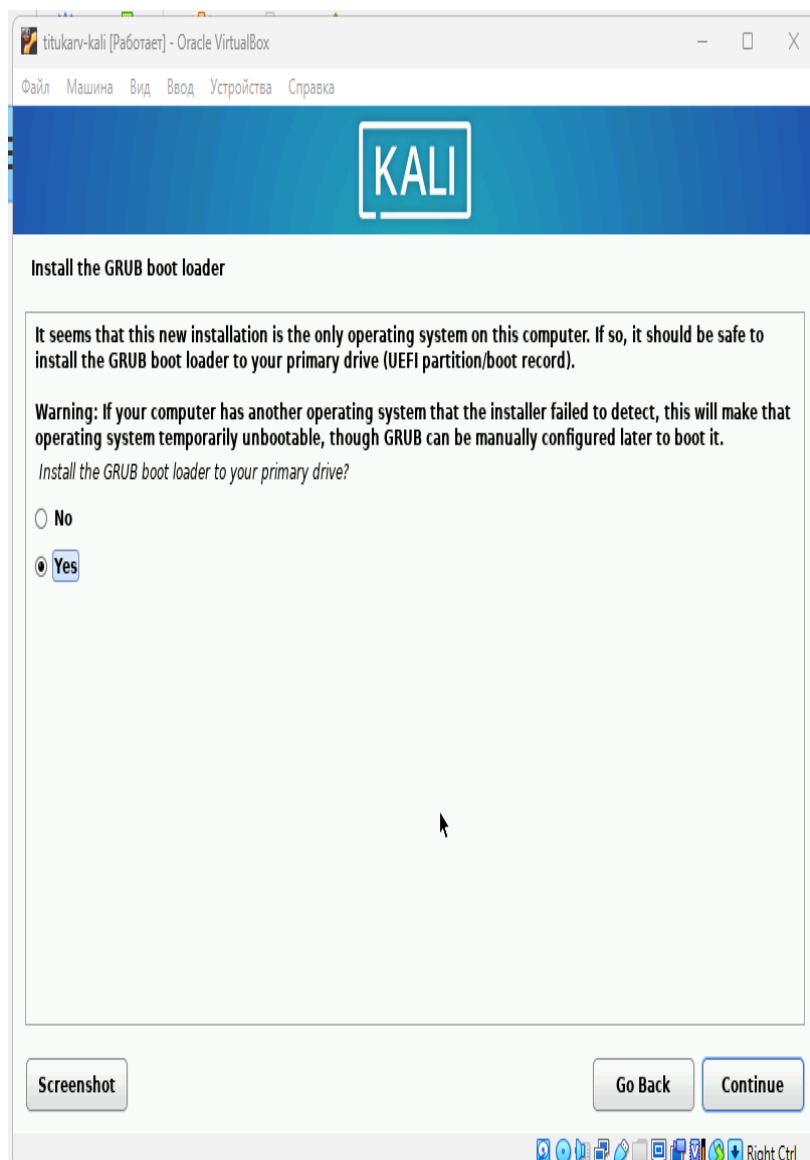 titukarv-kali [Работает] - Oracle VirtualBox
Файл Машина Вид Ввод Устройства Справка
KALI
Install the GRUB boot loader
It seems that this new installation is the only operating system on this computer. If so, it should be safe to
install the GRUB boot loader to your primary drive (UEFI partition/boot record).
Warning: If your computer has another operating system that the installer failed to detect, this will make that
operating system temporarily unbootable, though GRUB can be manually configured later to boot it.
Install the GRUB boot loader to your primary drive?
No
Yes
Screenshot Go Back Continue
Right Ctrl